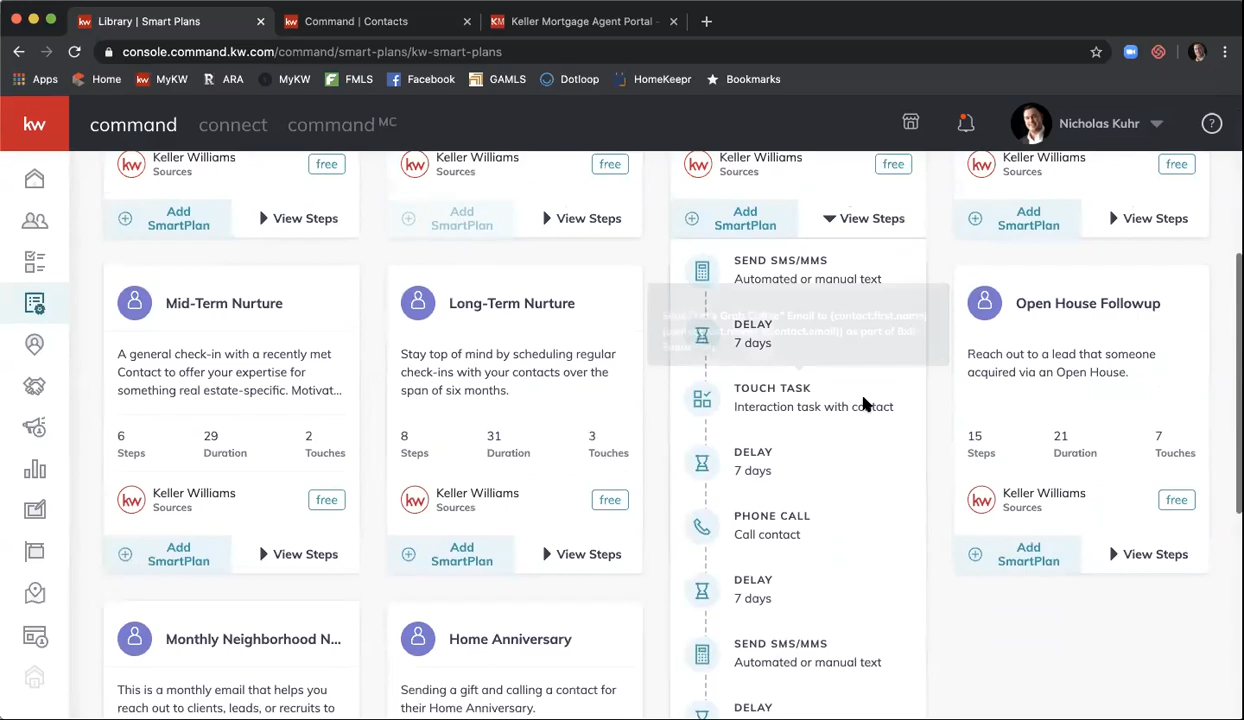 Library | Smart Plans
Command | Contacts
Keller Mortgage Agent Portal -
console.command.kw.com/command/smart-plans/kw-smart-plans
Apps
Home
MyKW
ARA
MyKW
FMLS
Facebook
GAMLS
Dotloop
HomeKeepr
Bookmarks
kw
command
connect
command MC
Nicholas Kuhr
Keller Williams
Sources
free
Keller Williams
Sources
free
Keller Williams
Sources
free
Keller Williams
Sources
free
Add
SmartPlan
View Steps
Add
SmartPlan
View Steps
Add
SmartPlan
View Steps
Add
SmartPlan
View Steps
Mid-Term Nurture
A general check-in with a recently met
Contact to offer your expertise for
something real estate-specific. Motivat...
6
Steps
29
Duration
2
Touches
Keller Williams
Sources
free
Add
SmartPlan
View Steps
Long-Term Nurture
Stay top of mind by scheduling regular
check-ins with your contacts over the
span of six months.
8
Steps
31
Duration
3
Touches
Keller Williams
Sources
free
Add
SmartPlan
View Steps
SEND SMS/MMS
Automated or manual text
DELAY
7 days
TOUCH TASK
Interaction task with contact
DELAY
7 days
PHONE CALL
Call contact
DELAY
7 days
SEND SMS/MMS
Automated or manual text
DELAY
Open House Followup
Reach out to a lead that someone
acquired via an Open House.
15
Steps
21
Duration
7
Touches
Keller Williams
Sources
free
Add
SmartPlan
View Steps
Monthly Neighborhood N...
This is a monthly email that helps you
reach out to clients, leads, or recruits to
Home Anniversary
Sending a gift and calling a contact for
their Home Anniversary.